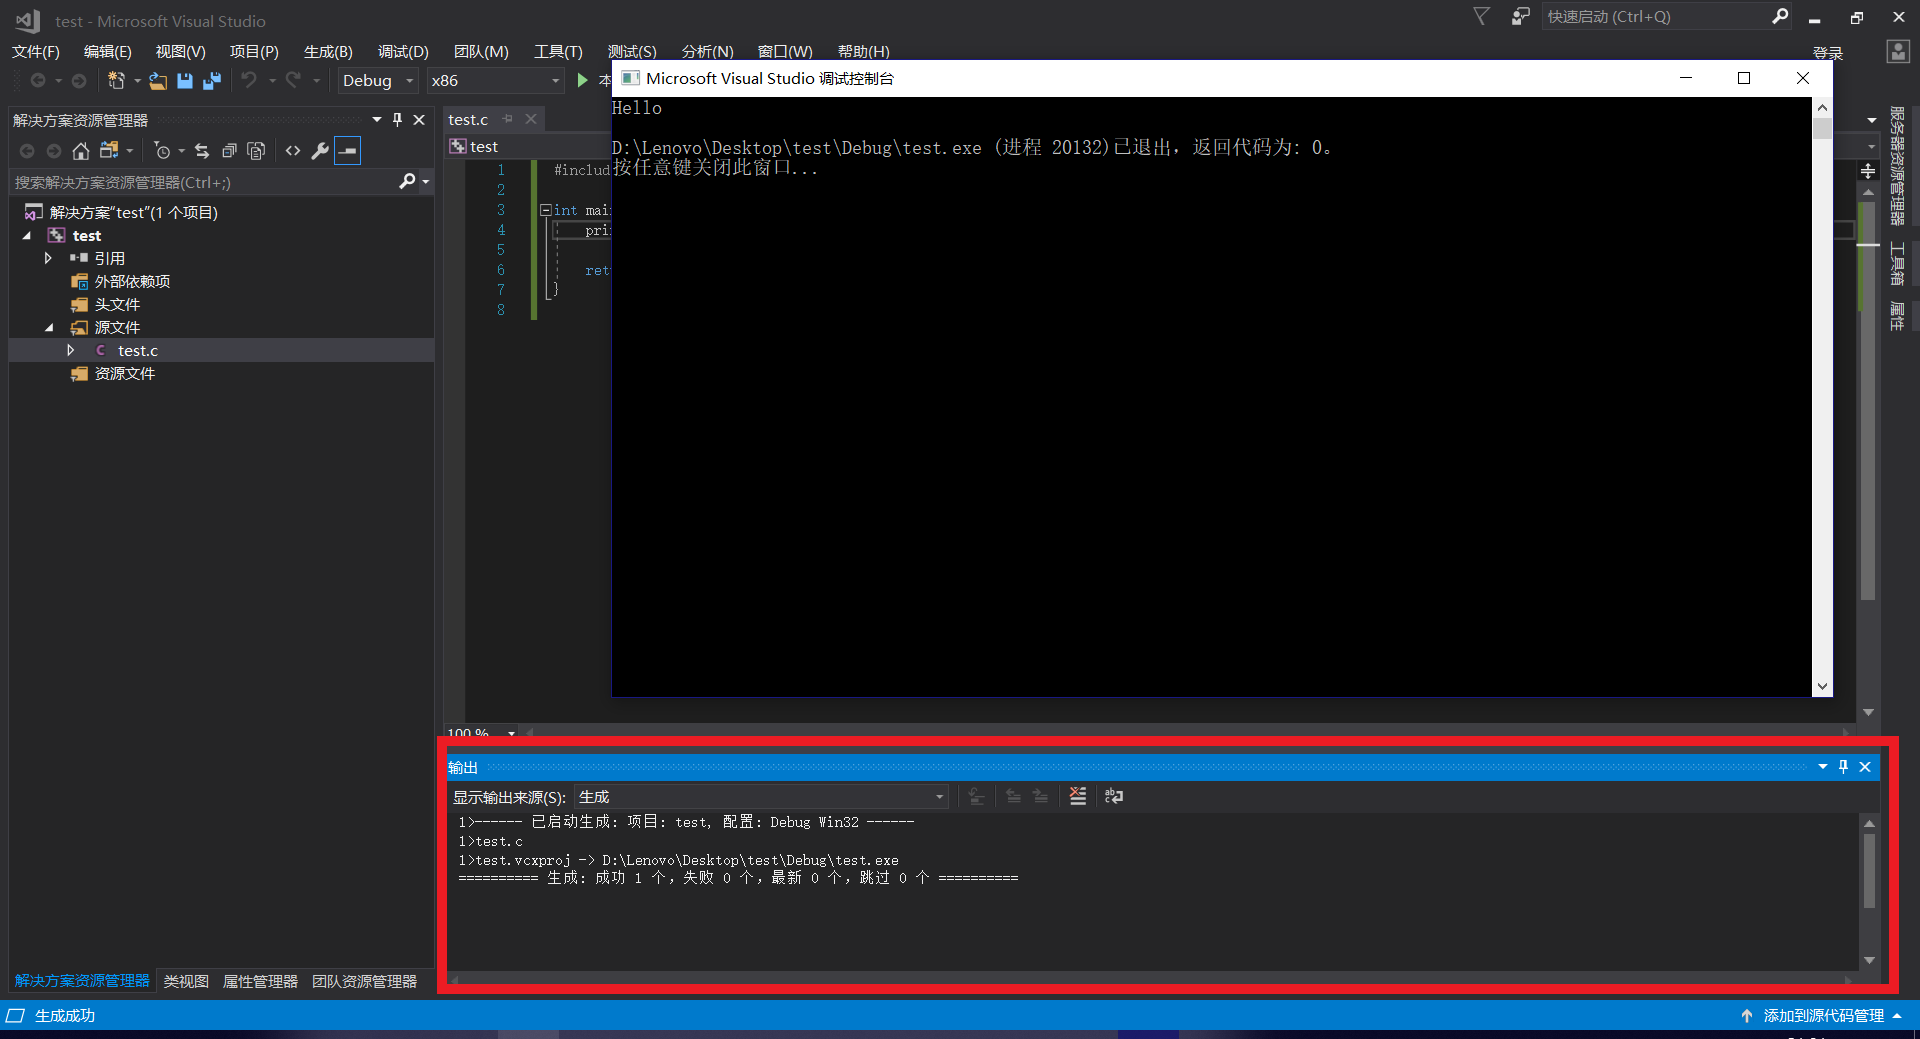 test - Microsoft Visual Studio
快速启动 (Ctrl+Q)
文件(F) 编辑(E) 视图(V) 项目(P) 生成(B) 调试(D) 团队(M) 工具(T) 测试(S) 分析(N) 窗口(W) 帮助(H)
登录
Debug x86 本
Microsoft Visual Studio 调试控制台
Hello
D:\Lenovo\Desktop\test\Debug\test.exe (进程 20132)已退出，返回代码为: 0。
按任意键关闭此窗口...
解决方案资源管理器
搜索解决方案资源管理器(Ctrl+;)
解决方案"test"(1 个项目)
test
引用
外部依赖项
头文件
源文件
test.c
资源文件
test.c
test
1 #includ
2
3 int mai
4 pri
5
6 ret
7 }
8
100 %
服务器资源管理器
工具箱
属性
输出
显示输出来源(S): 生成
1>------ 已启动生成: 项目: test, 配置: Debug Win32 ------
1>test.c
1>test.vcxproj -> D:\Lenovo\Desktop\test\Debug\test.exe
========== 生成: 成功 1 个，失败 0 个，最新 0 个，跳过 0 个 ==========
解决方案资源管理器 类视图 属性管理器 团队资源管理器
生成成功
添加到源代码管理